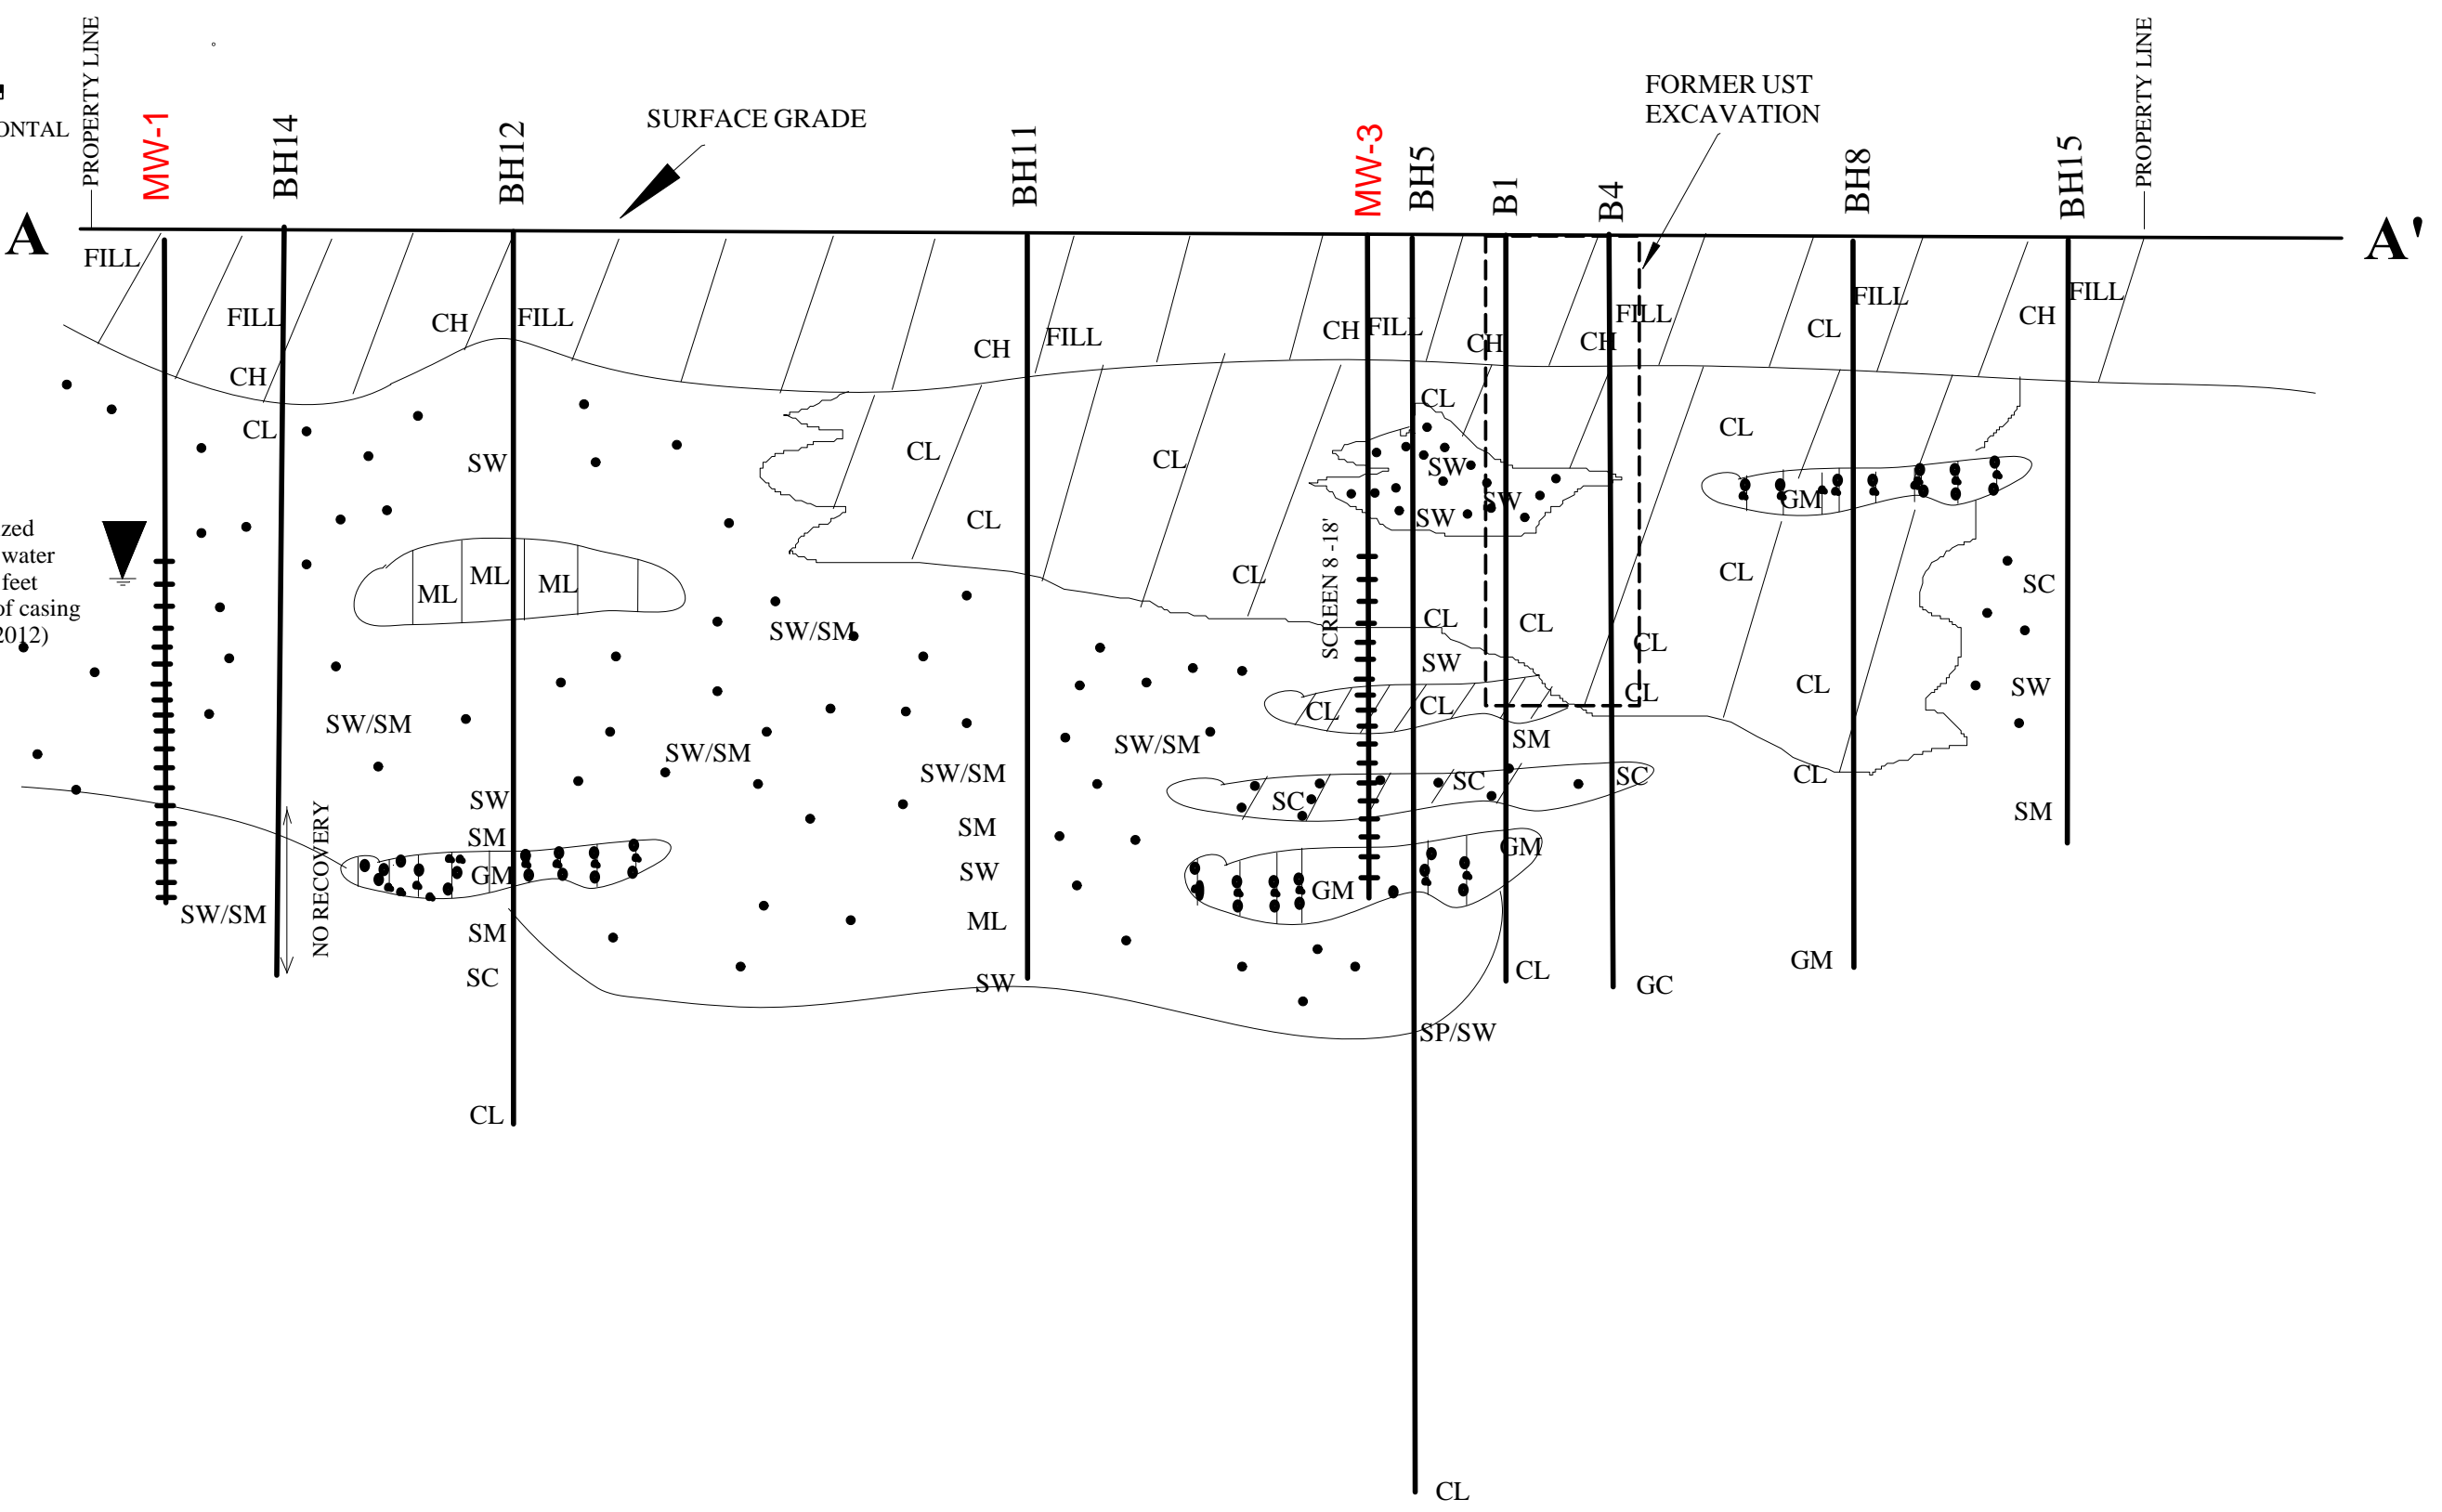 PROPERTY LINE
MW-1
BH14
BH12
SURFACE GRADE
BH11
MW-3
BH5
B1
B4
FORMER UST
EXCAVATION
BH8
BH15
PROPERTY LINE
A
A'
FILL
FILL
CH
CH
FILL
CH
FILL
CH
FILL
CH
CH
FILL
CL
FILL
CH
FILL
CL
SW
CL
CL
CL
CL
SW
SW
SW
CL
GM
water
feet
of casing
2012)
ML
ML
ML
CL
CL
SCREEN 8 -18'
CL
SC
SW/SM
CL
CL
CL
SW
CL
CL
SW
SW/SM
CL
CL
SW/SM
SW/SM
SM
SW/SM
SC
SC
SC
CL
SW
SM
SM
SM
NO RECOVERY
GM
SW
GM
GM
SW/SM
ML
SM
SC
SW
CL
GC
GM
SP/SW
CL
CL